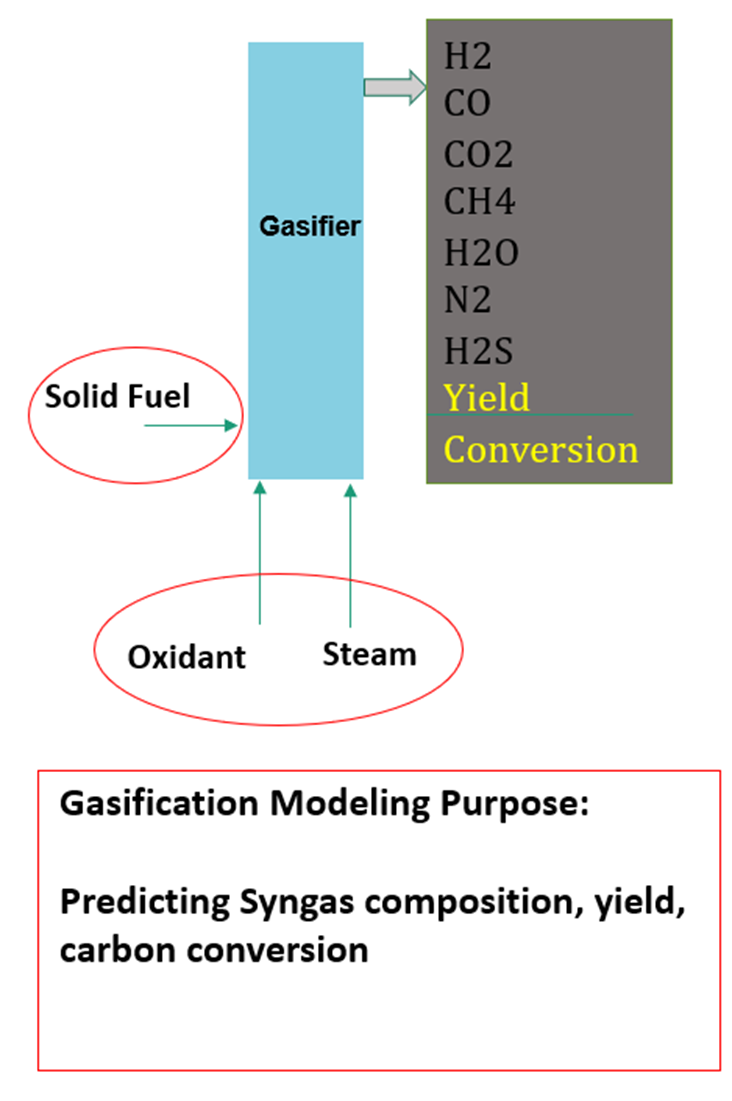 H2
CO
CO2
CH4
Gasifier
H2O
N2
H2S
Solid Fuel
Yield
Conversion
Oxidant
Steam
Gasification Modeling Purpose:
Predicting Syngas composition, yield,
carbon conversion